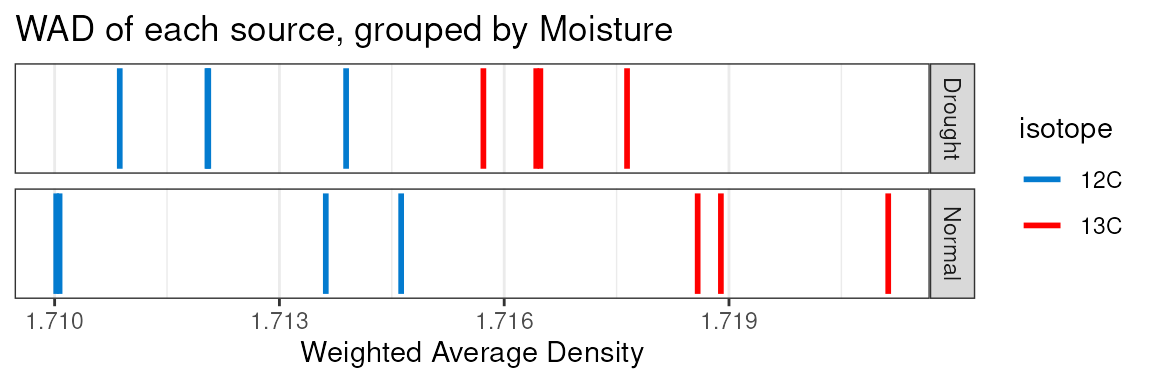 WAD of each source, grouped by Moisture
Drought
Normal
1.710 1.713 1.716 1.719
Weighted Average Density
isotope
12C
13C